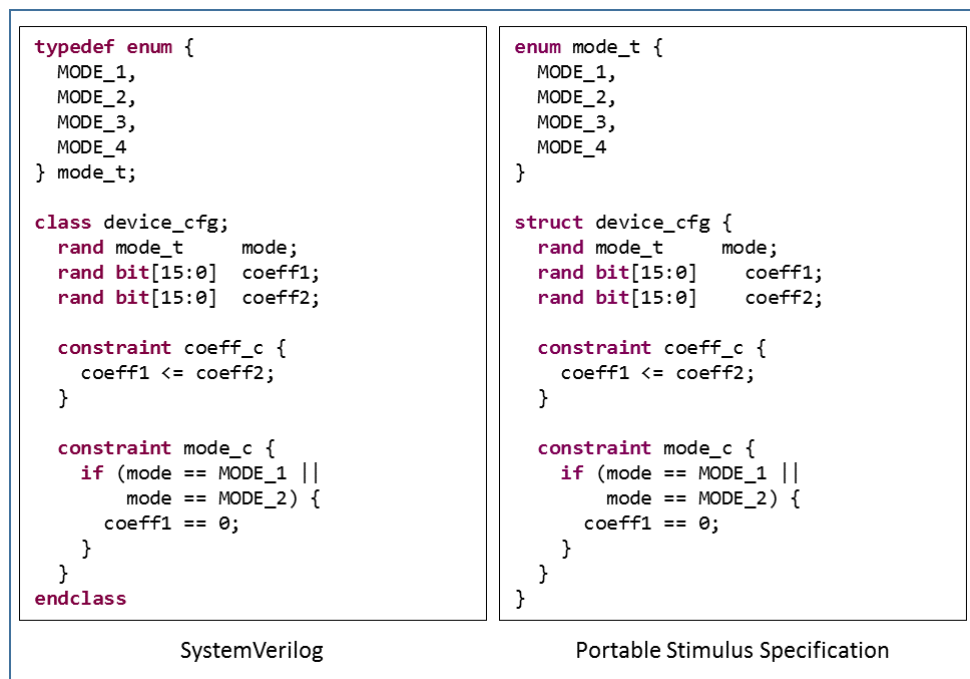 typedef enum {
  MODE_1,
  MODE_2,
  MODE_3,
  MODE_4
} mode_t;

class device_cfg;
  rand mode_t     mode;
  rand bit[15:0]  coeff1;
  rand bit[15:0]  coeff2;

  constraint coeff_c {
    coeff1 <= coeff2;
  }

  constraint mode_c {
    if (mode == MODE_1 ||
        mode == MODE_2) {
      coeff1 == 0;
    }
  }
endclass
SystemVerilog

enum mode_t {
  MODE_1,
  MODE_2,
  MODE_3,
  MODE_4
}

struct device_cfg {
  rand mode_t     mode;
  rand bit[15:0]    coeff1;
  rand bit[15:0]    coeff2;

  constraint coeff_c {
    coeff1 <= coeff2;
  }

  constraint mode_c {
    if (mode == MODE_1 ||
        mode == MODE_2) {
      coeff1 == 0;
    }
  }
}
Portable Stimulus Specification